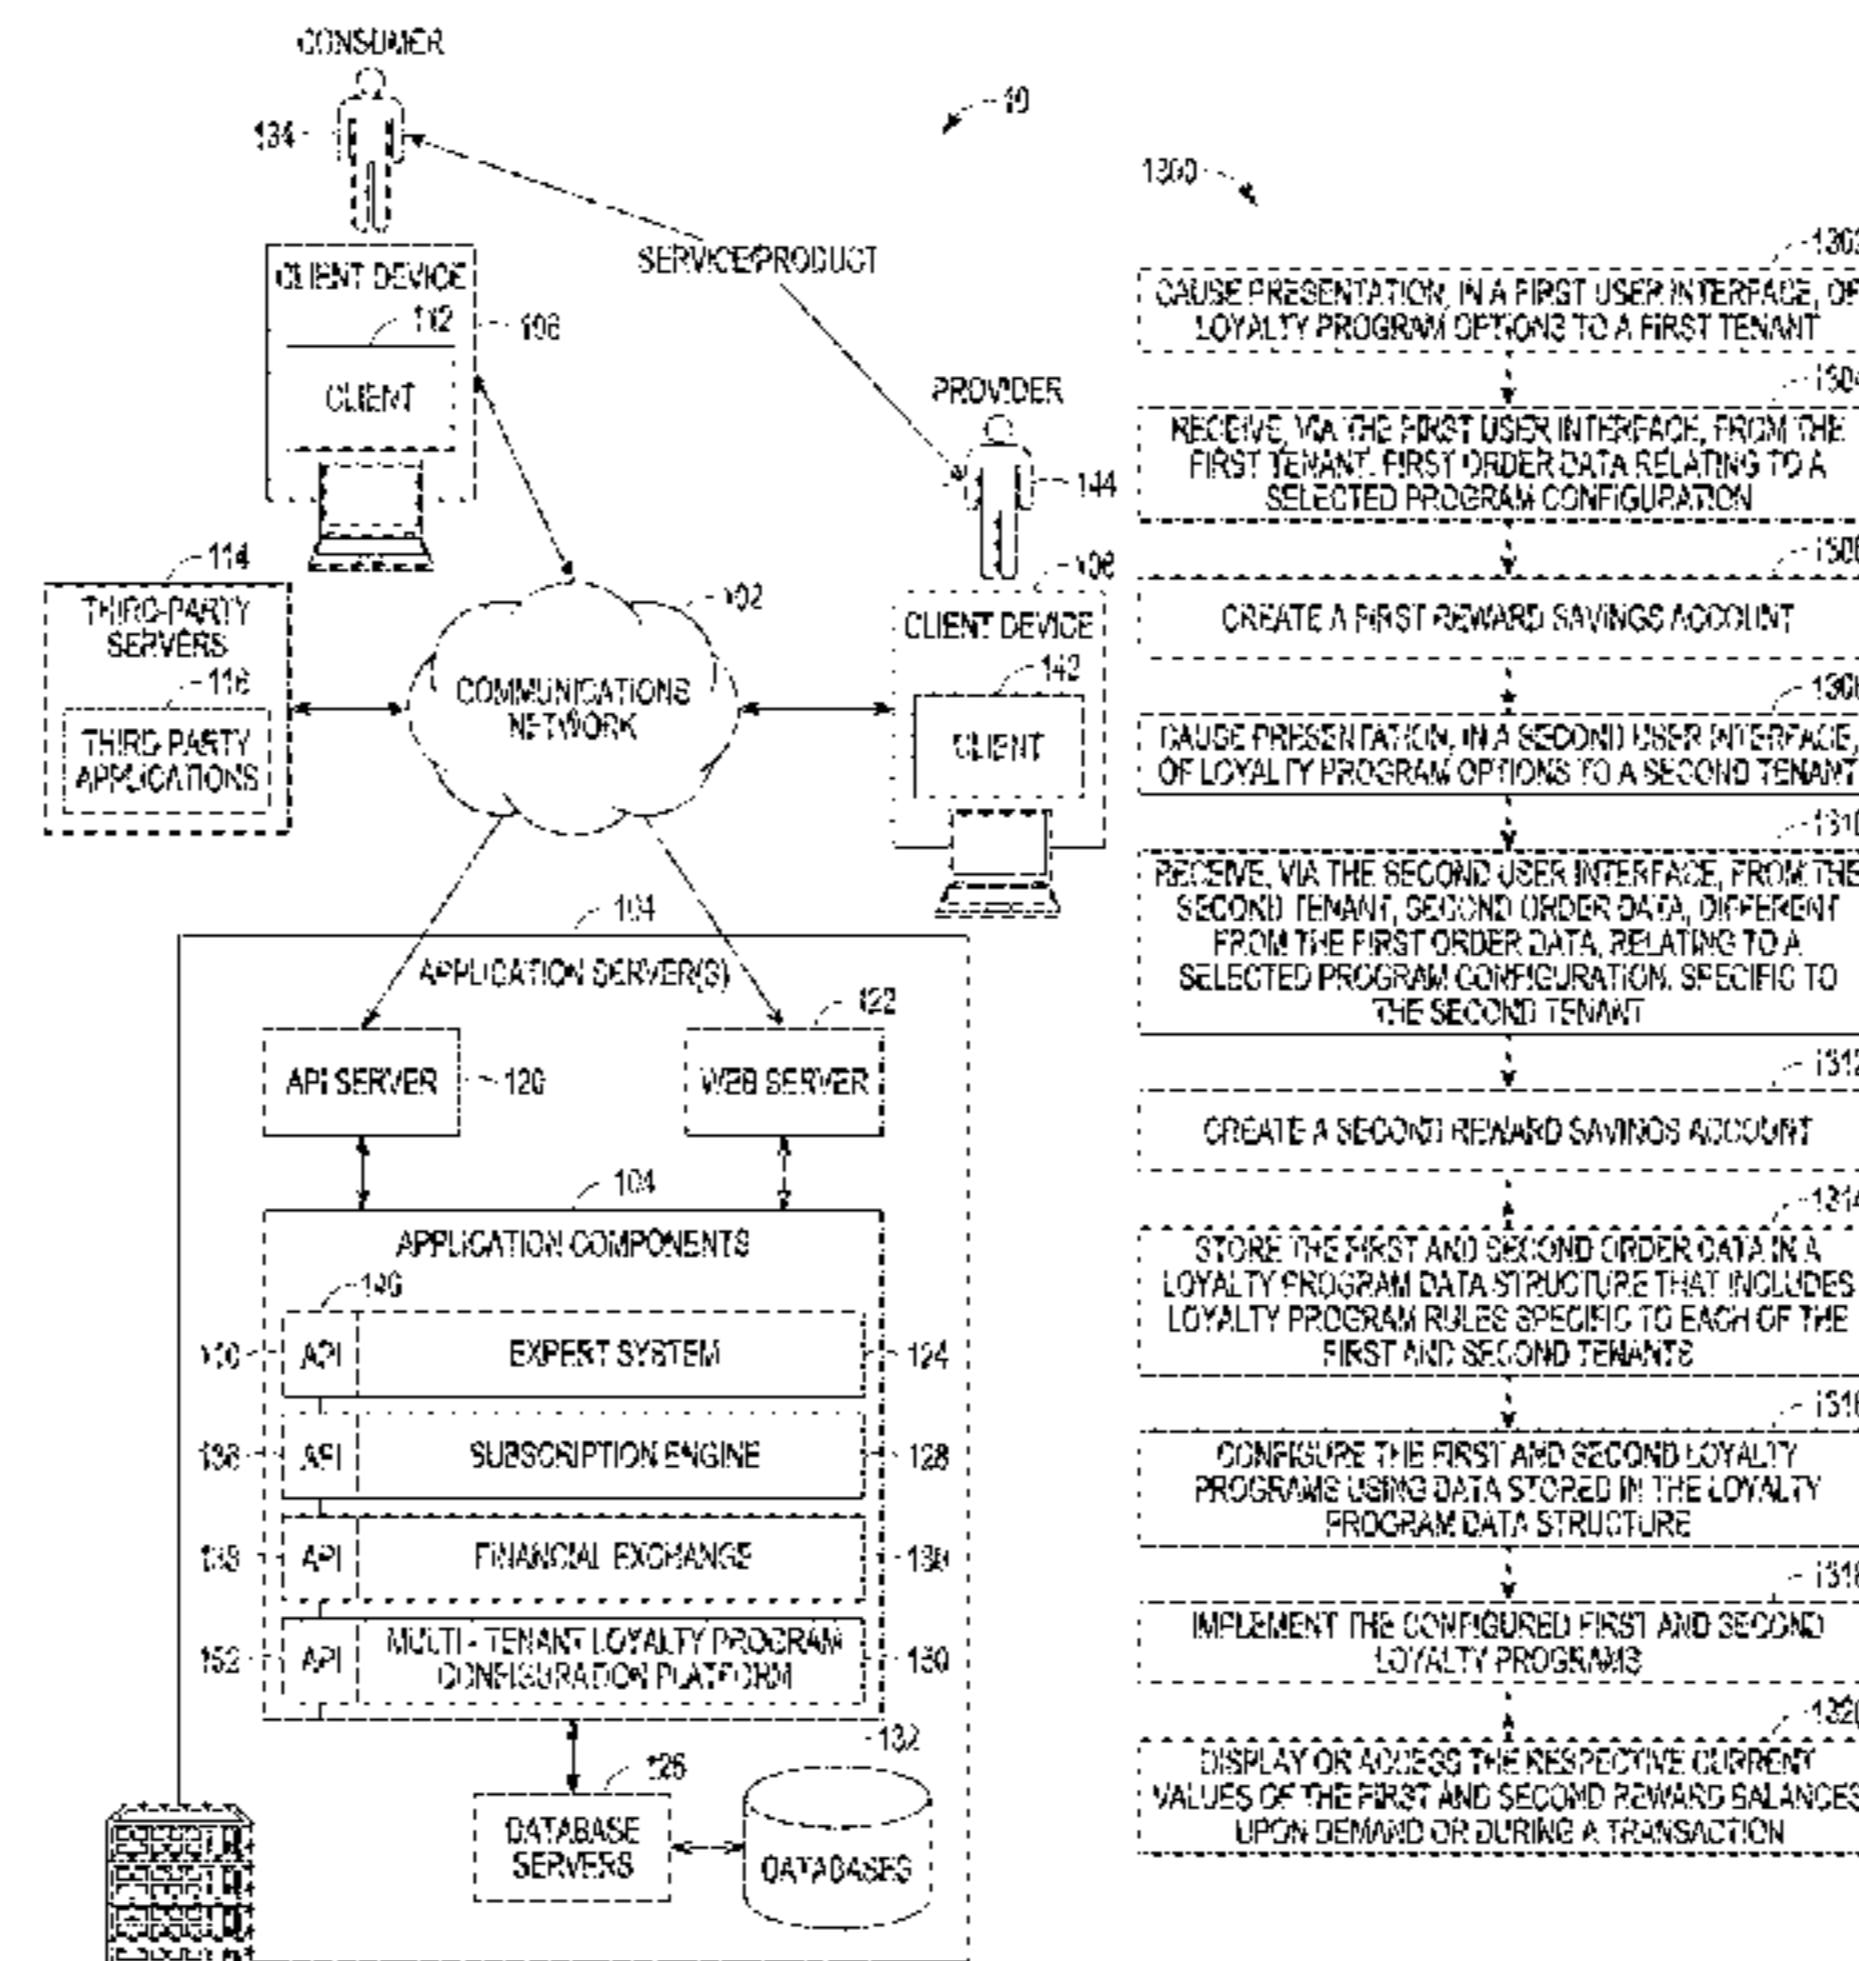 CONSUMER
134
10
SERVICE/PRODUCT
CLIENT DEVICE
112
CLIENT
PROVIDER
144
114
THIRD-PARTY
SERVERS
116
THIRD PARTY
APPLICATIONS
102
COMMUNICATIONS
NETWORK
106
CLIENT DEVICE
142
CLIENT
104
APPLICATION SERVER(S)
122
API SERVER
120
WEB SERVER
104
APPLICATION COMPONENTS
API
EXPERT SYSTEM
124
136
API
SUBSCRIPTION ENGINE
128
138
API
FINANCIAL EXCHANGE
API
MULTI - TENANT LOYALTY PROGRAM
CONFIGURATION PLATFORM
132
126
DATABASE
SERVERS
DATABASES
1300
CAUSE PRESENTATION, IN A FIRST USER INTERFACE, OF
LOYALTY PROGRAM OPTIONS TO A FIRST TENANT
RECEIVE, VIA THE FIRST USER INTERFACE, FROM THE
FIRST TENANT, FIRST ORDER DATA RELATING TO A
SELECTED PROGRAM CONFIGURATION
CREATE A FIRST REWARD SAVINGS ACCOUNT
CAUSE PRESENTATION, IN A SECOND USER INTERFACE,
OF LOYALTY PROGRAM OPTIONS TO A SECOND TENANT
RECEIVE, VIA THE SECOND USER INTERFACE, FROM THE
SECOND TENANT, SECOND ORDER DATA, DIFFERENT
FROM THE FIRST ORDER DATA, RELATING TO A
SELECTED PROGRAM CONFIGURATION, SPECIFIC TO
THE SECOND TENANT
CREATE A SECOND REWARD SAVINGS ACCOUNT
STORE THE FIRST AND SECOND ORDER DATA IN A
LOYALTY PROGRAM DATA STRUCTURE THAT INCLUDES
LOYALTY PROGRAM RULES SPECIFIC TO EACH OF THE
FIRST AND SECOND TENANTS
CONFIGURE THE FIRST AND SECOND LOYALTY
PROGRAMS USING DATA STORED IN THE LOYALTY
PROGRAM DATA STRUCTURE
IMPLEMENT THE CONFIGURED FIRST AND SECOND
LOYALTY PROGRAMS
DISPLAY OR ACCESS THE RESPECTIVE CURRENT
VALUES OF THE FIRST AND SECOND REWARD BALANCES
UPON DEMAND OR DURING A TRANSACTION